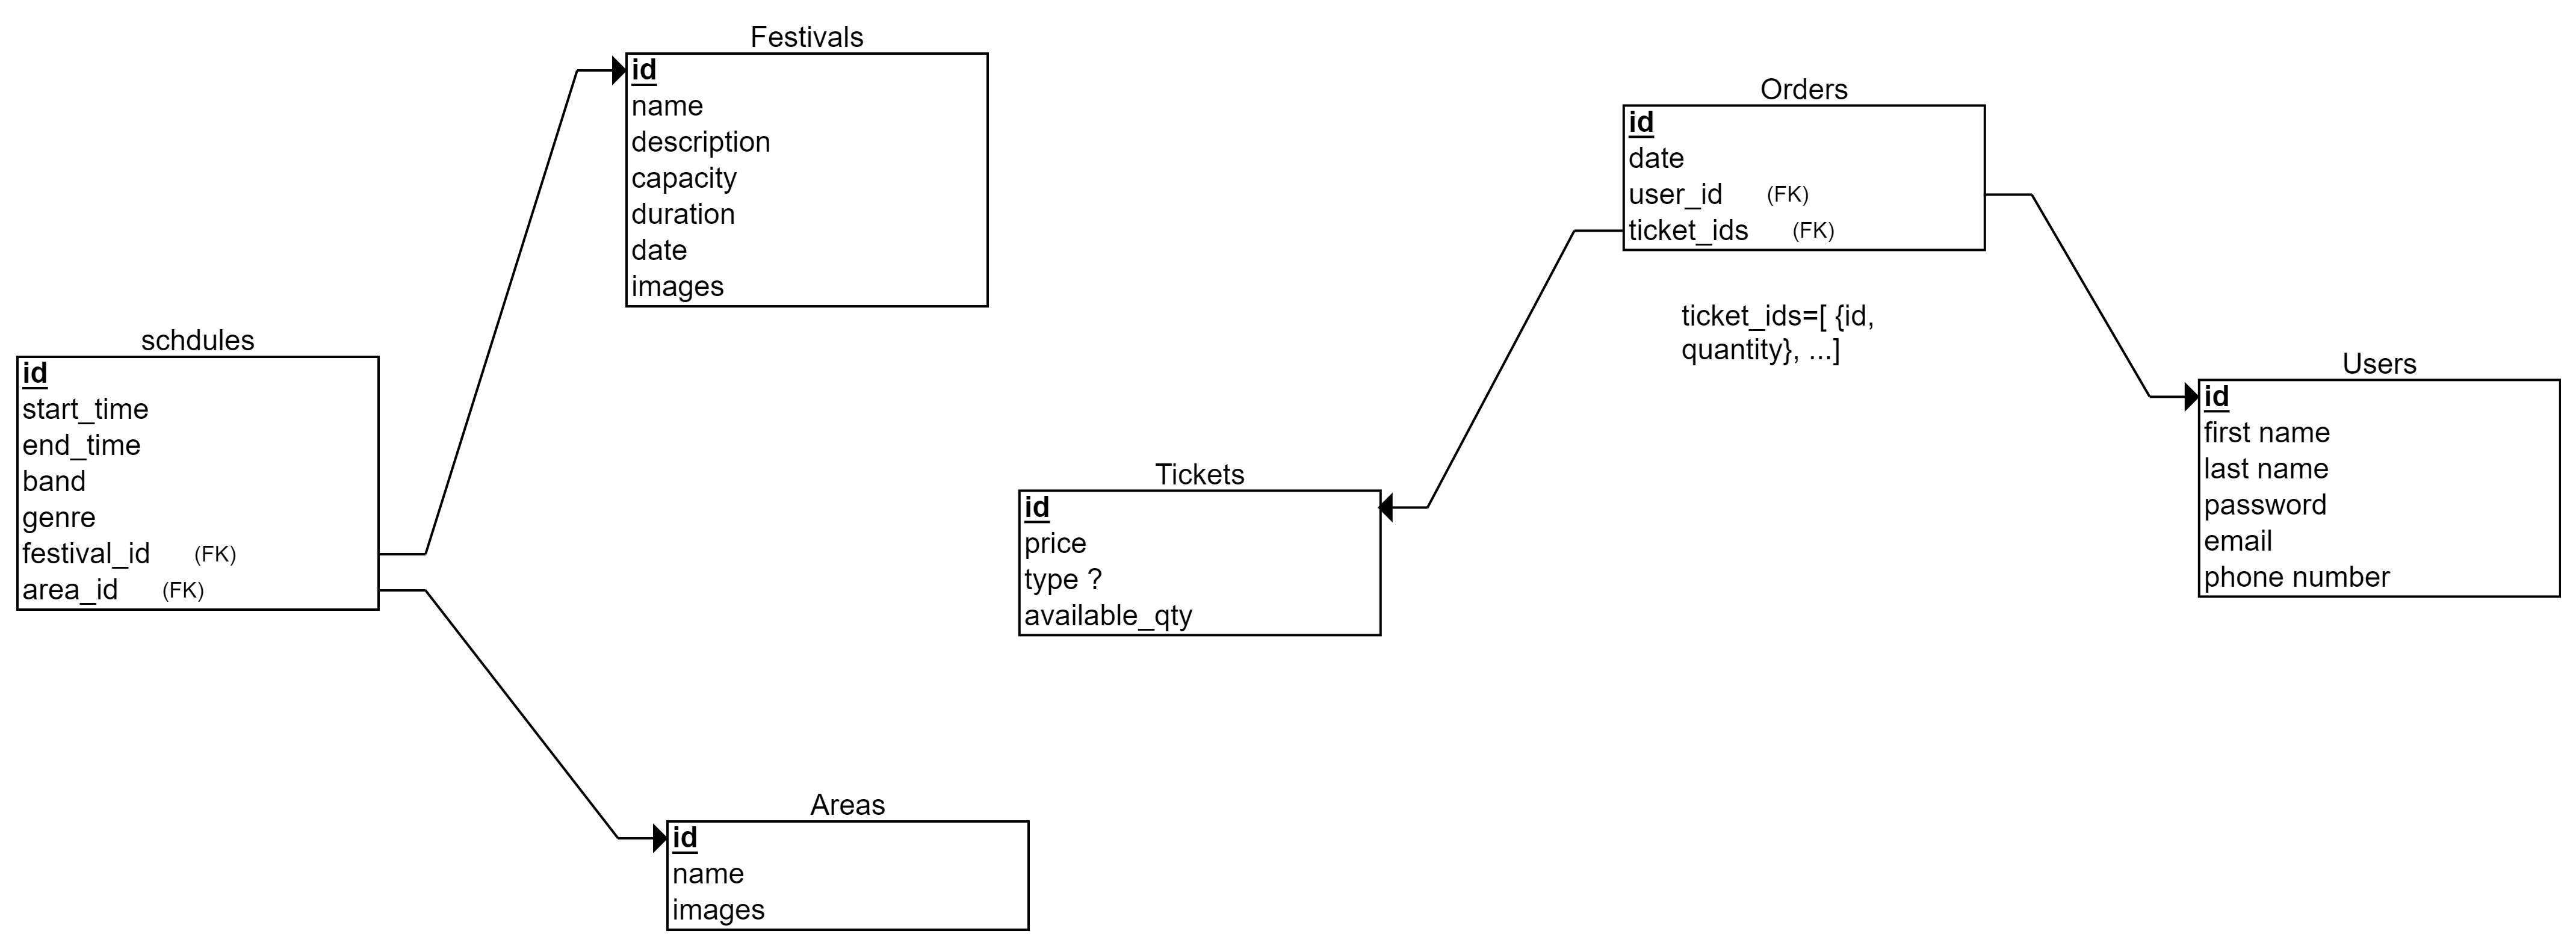 Festivals
id
name
description
capacity
duration
date
images
Orders
id
date
user_id (FK)
ticket_ids (FK)
ticket_ids=[ {id,
quantity}, ...]
schdules
id
start_time
end_time
band
genre
festival_id (FK)
area_id (FK)
Users
id
first name
last name
password
email
phone number
Tickets
id
price
type ?
available_qty
Areas
id
name
images